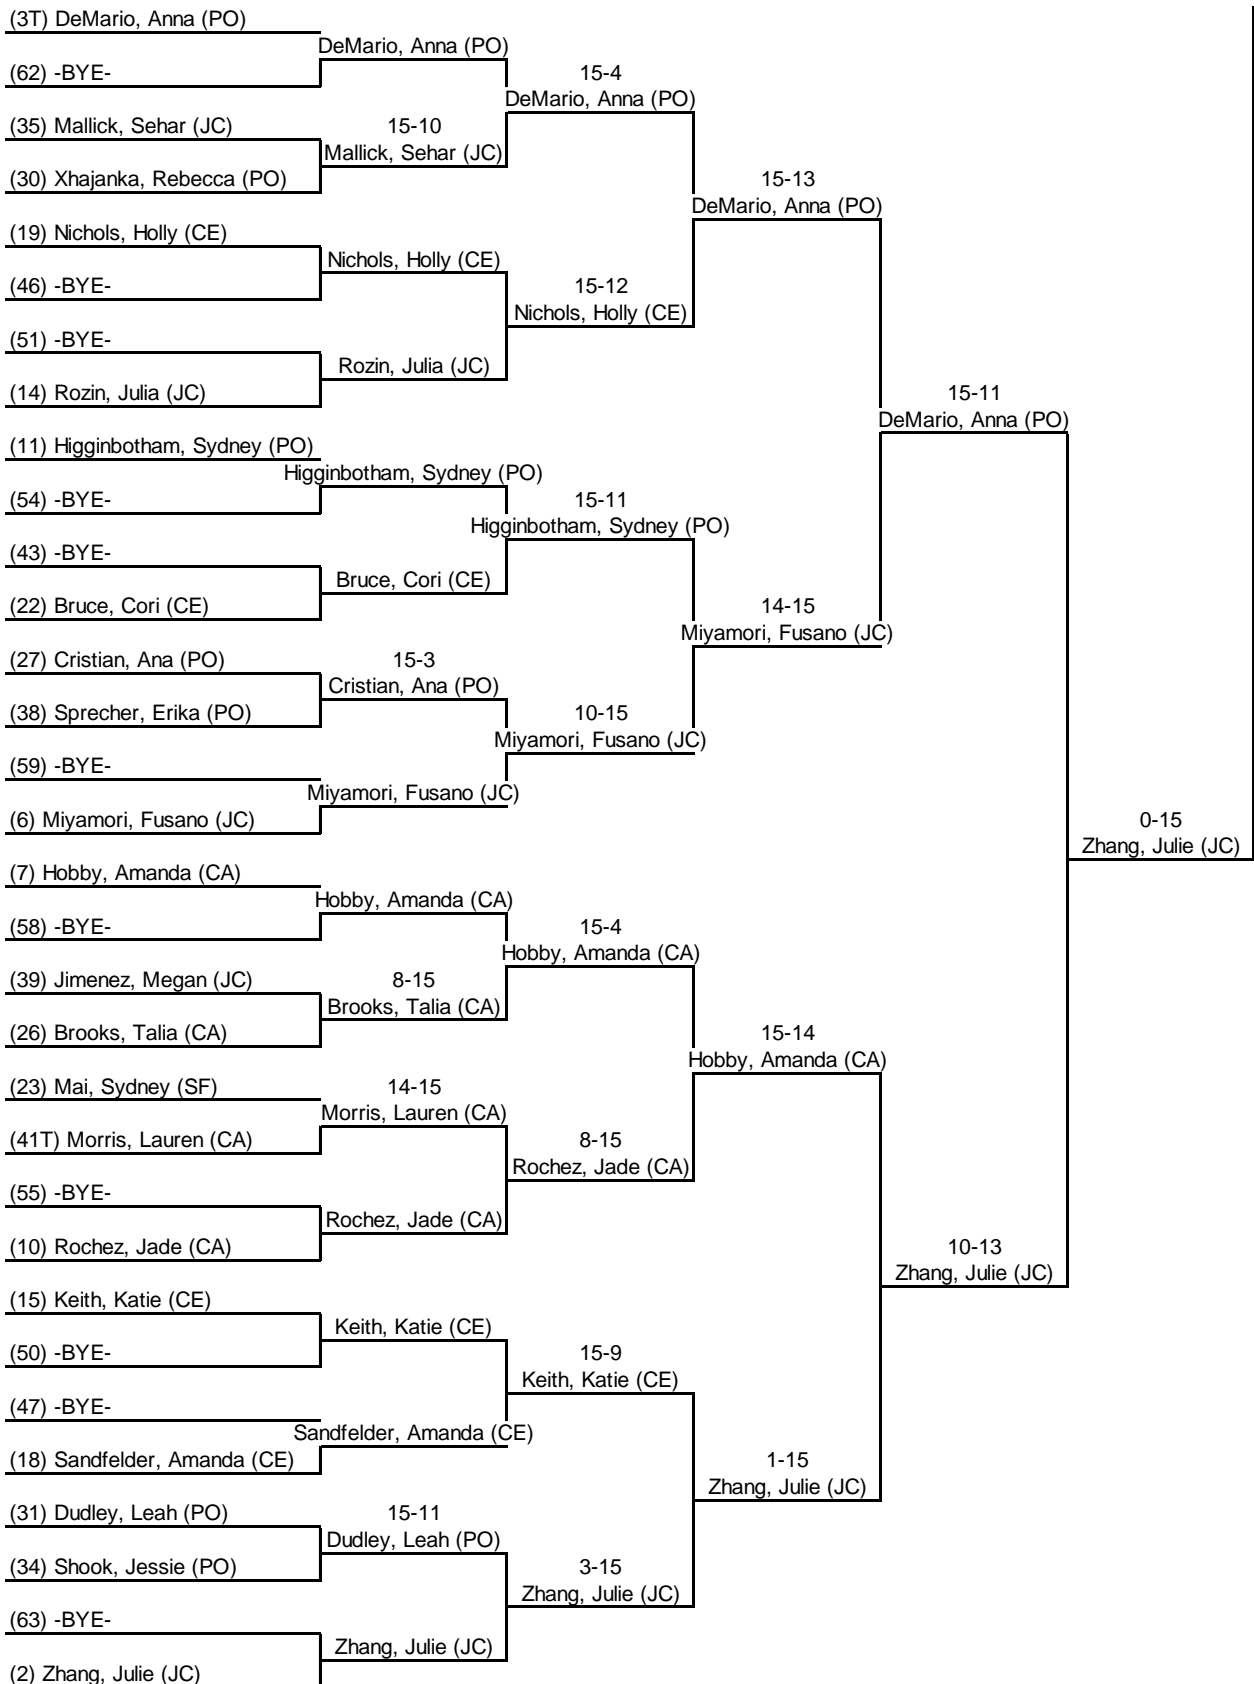 (3T) DeMario, Anna (PO)
DeMario, Anna (PO)
(62) -BYE-
15-4
DeMario, Anna (PO)
(35) Mallick, Sehar (JC)
15-10
Mallick, Sehar (JC)
(30) Xhajanka, Rebecca (PO)
15-13
DeMario, Anna (PO)
(19) Nichols, Holly (CE)
Nichols, Holly (CE)
(46) -BYE-
15-12
Nichols, Holly (CE)
(51) -BYE-
Rozin, Julia (JC)
(14) Rozin, Julia (JC)
15-11
DeMario, Anna (PO)
(11) Higginbotham, Sydney (PO)
Higginbotham, Sydney (PO)
(54) -BYE-
15-11
Higginbotham, Sydney (PO)
(43) -BYE-
Bruce, Cori (CE)
(22) Bruce, Cori (CE)
14-15
Miyamori, Fusano (JC)
(27) Cristian, Ana (PO)
15-3
Cristian, Ana (PO)
(38) Sprecher, Erika (PO)
10-15
Miyamori, Fusano (JC)
(59) -BYE-
Miyamori, Fusano (JC)
(6) Miyamori, Fusano (JC)
0-15
Zhang, Julie (JC)
(7) Hobby, Amanda (CA)
Hobby, Amanda (CA)
(58) -BYE-
15-4
Hobby, Amanda (CA)
(39) Jimenez, Megan (JC)
8-15
Brooks, Talia (CA)
(26) Brooks, Talia (CA)
15-14
Hobby, Amanda (CA)
(23) Mai, Sydney (SF)
14-15
Morris, Lauren (CA)
(41T) Morris, Lauren (CA)
8-15
Rochez, Jade (CA)
(55) -BYE-
Rochez, Jade (CA)
(10) Rochez, Jade (CA)
10-13
Zhang, Julie (JC)
(15) Keith, Katie (CE)
Keith, Katie (CE)
(50) -BYE-
15-9
Keith, Katie (CE)
(47) -BYE-
Sandfelder, Amanda (CE)
(18) Sandfelder, Amanda (CE)
1-15
Zhang, Julie (JC)
(31) Dudley, Leah (PO)
15-11
Dudley, Leah (PO)
(34) Shook, Jessie (PO)
3-15
Zhang, Julie (JC)
(63) -BYE-
Zhang, Julie (JC)
(2) Zhang, Julie (JC)